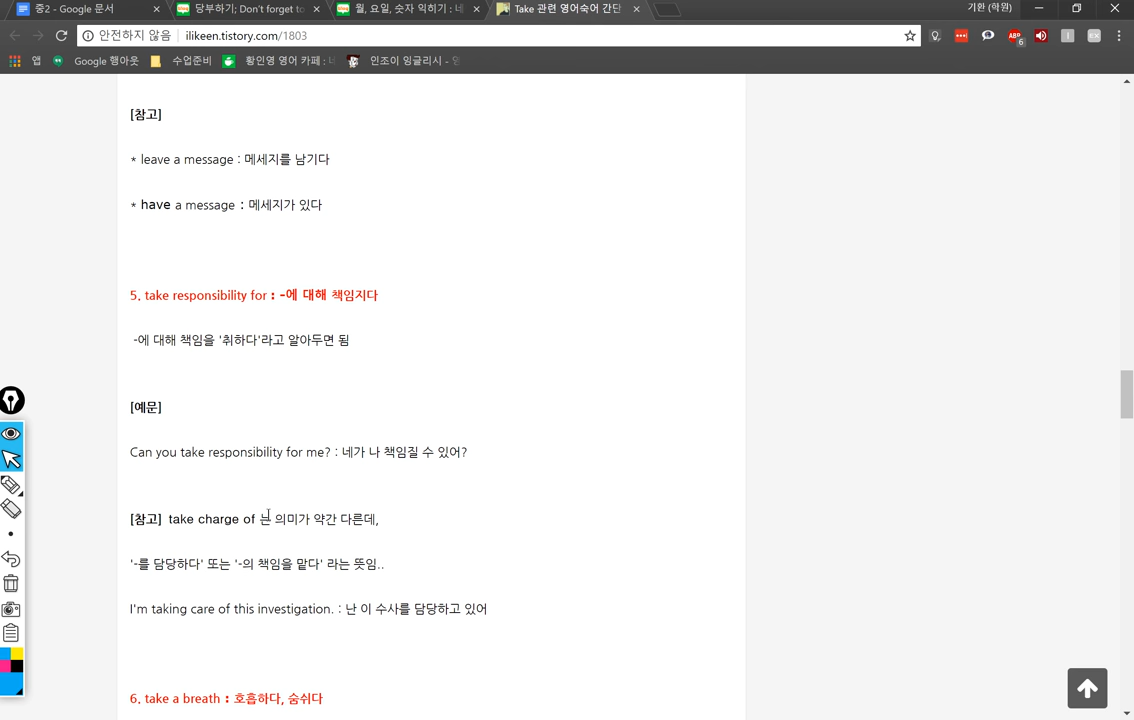 중2 - Google 문서
당부하기; Don't forget to
월, 요일, 숫자 익히기 : 네
Take 관련 영어숙어 간단
기환 (학원)
안전하지 않음
ilikeen.tistory.com/1803
ABP
6
앱
Google 행아웃
수업준비
황인영 영어 카페 : 네
인조이 잉글리시 -
[참고]
* leave a message : 메세지를 남기다
* have a message : 메세지가 있다
5. take responsibility for : -에 대해 책임지다
-에 대해 책임을 '취하다'라고 알아두면 됨
[예문]
Can you take responsibility for me? : 네가 나 책임질 수 있어?
[참고] take charge of 는 의미가 약간 다른데,
'-를 담당하다' 또는 '-의 책임을 맡다' 라는 뜻임..
I'm taking care of this investigation. : 난 이 수사를 담당하고 있어
6. take a breath : 호흡하다, 숨쉬다